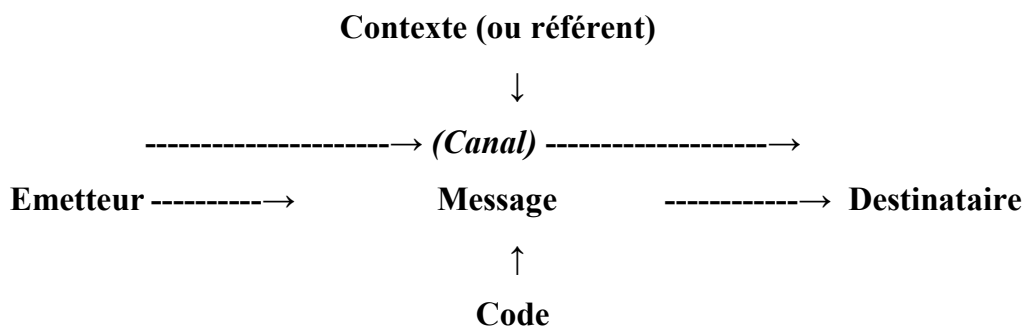 Contexte (ou référent)
↓
----------------------→ (Canal) --------------------→
Emetteur ----------→ Message ------------→ Destinataire
↑
Code